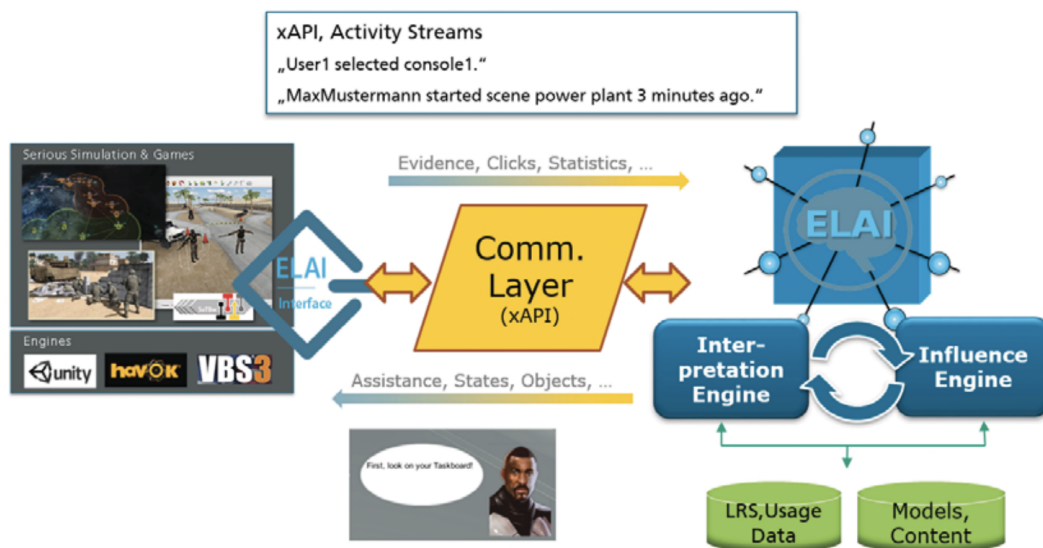 xAPI, Activity Streams
„User1 selected console1.“
„MaxMustermann started scene power plant 3 minutes ago.“
Serious Simulation & Games
Evidence, Clicks, Statistics, ...
ELAI
Interface
Comm.
Layer
(xAPI)
ELAI
Inter-
pretation
Engine
Influence
Engine
Engines
unity
havok
VBS3
Assistance, States, Objects, ...
First, look on your Taskboard!
LRS,Usage
Data
Models,
Content